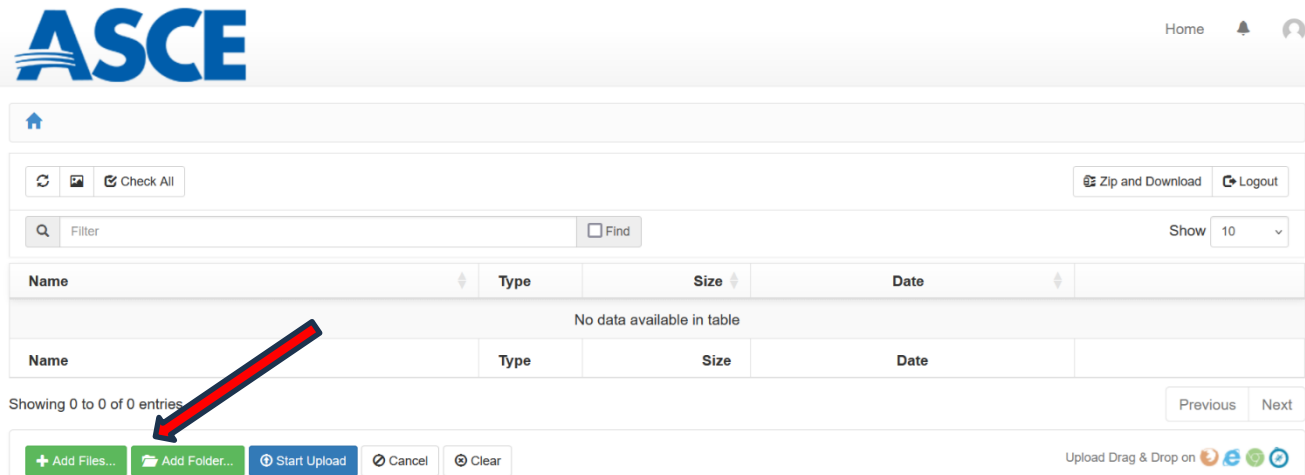 ASCE
Home
Check All
Zip and Download
Logout
Filter
Find
Show 10
Name Type Size Date
No data available in table
Name Type Size Date
Showing 0 to 0 of 0 entries
Previous Next
Add Files... Add Folder... Start Upload Cancel Clear
Upload Drag & Drop on